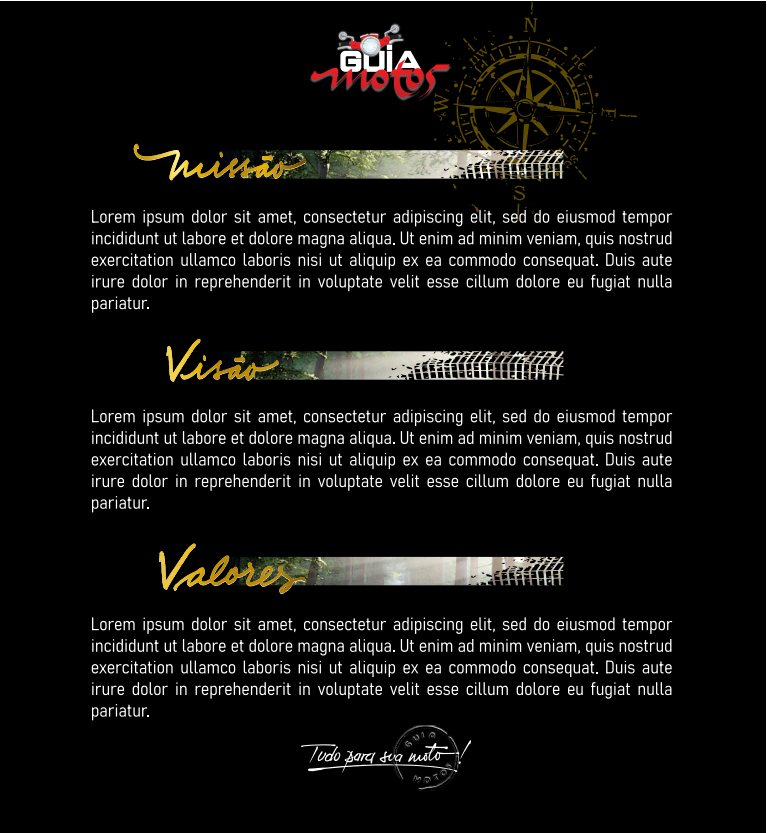 GUIA
motos
N
W
E
S
Missão
Lorem ipsum dolor sit amet, consectetur adipiscing elit, sed do eiusmod tempor
incididunt ut labore et dolore magna aliqua. Ut enim ad minim veniam, quis nostrud
exercitation ullamco laboris nisi ut aliquip ex ea commodo consequat. Duis aute
irure dolor in reprehenderit in voluptate velit esse cillum dolore eu fugiat nulla
pariatur.
Visão
Lorem ipsum dolor sit amet, consectetur adipiscing elit, sed do eiusmod tempor
incididunt ut labore et dolore magna aliqua. Ut enim ad minim veniam, quis nostrud
exercitation ullamco laboris nisi ut aliquip ex ea commodo consequat. Duis aute
irure dolor in reprehenderit in voluptate velit esse cillum dolore eu fugiat nulla
pariatur.
Valores
Lorem ipsum dolor sit amet, consectetur adipiscing elit, sed do eiusmod tempor
incididunt ut labore et dolore magna aliqua. Ut enim ad minim veniam, quis nostrud
exercitation ullamco laboris nisi ut aliquip ex ea commodo consequat. Duis aute
irure dolor in reprehenderit in voluptate velit esse cillum dolore eu fugiat nulla
pariatur.
GUIA
Tudo para sua moto!
MOTOS